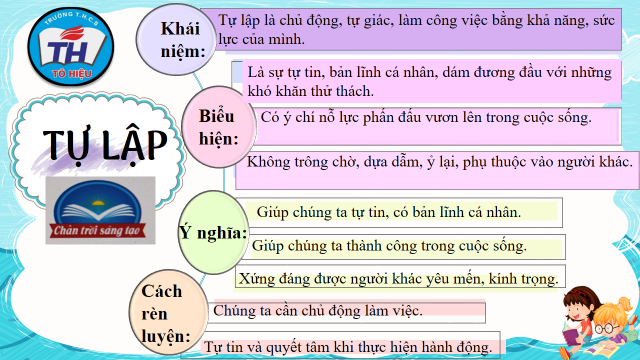 TRƯỜNG T.H.C.S
TH
TÔ HIỆU
TỰ LẬP
Chân trời sáng tạo
Khái
niệm:
Tự lập là chủ động, tự giác, làm công việc bằng khả năng, sức
lực của mình.
Biểu
hiện:
Là sự tự tin, bản lĩnh cá nhân, dám đương đầu với những
khó khăn thử thách.
Có ý chí nỗ lực phấn đấu vươn lên trong cuộc sống.
Không trông chờ, dựa dẫm, ỷ lại, phụ thuộc vào người khác.
Ý nghĩa:
Giúp chúng ta tự tin, có bản lĩnh cá nhân.
Giúp chúng ta thành công trong cuộc sống.
Xứng đáng được người khác yêu mến, kính trọng.
Cách
rèn
luyện:
Chúng ta cần chủ động làm việc.
Tự tin và quyết tâm khi thực hiện hành động.